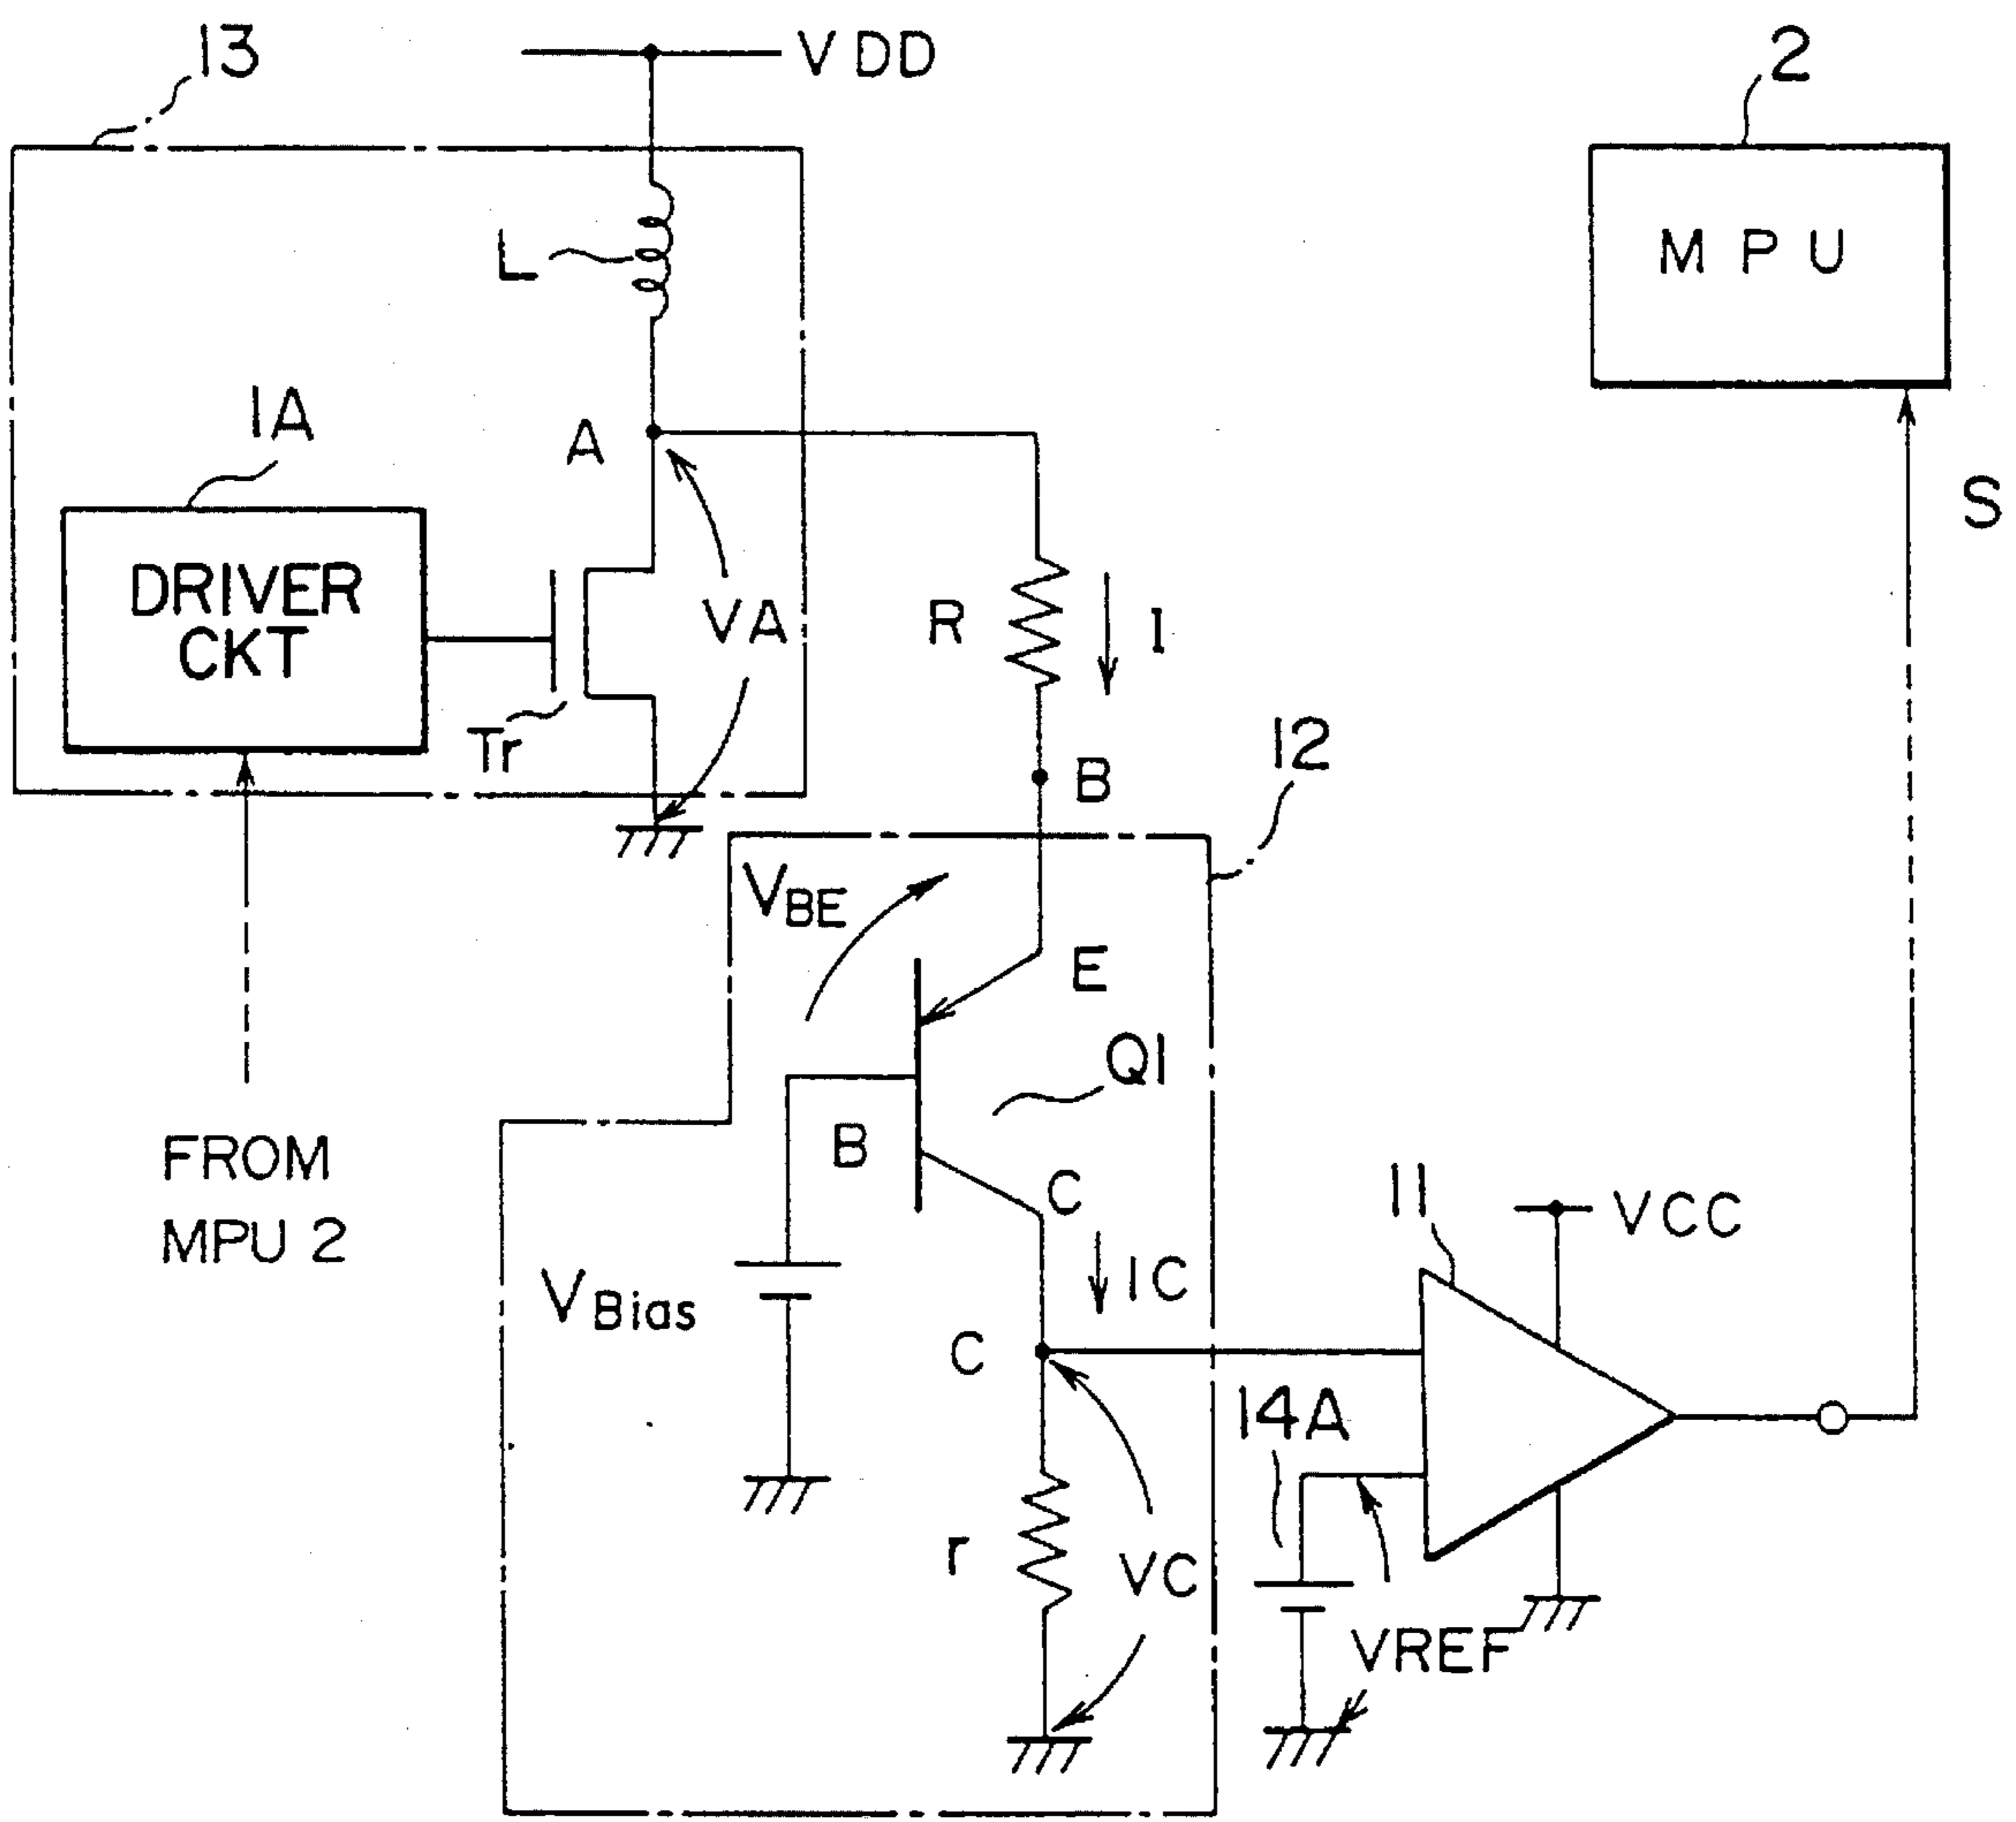 13
VDD
2
MPU
L
1A
A
S
DRIVER
CKT
VA
R
I
Tr
B
12
VBE
E
Q1
B
C
FROM
MPU 2
11
VCC
VBias
IC
C
14A
r
VC
VREF